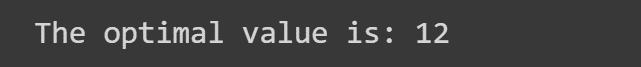 The optimal value is: 12